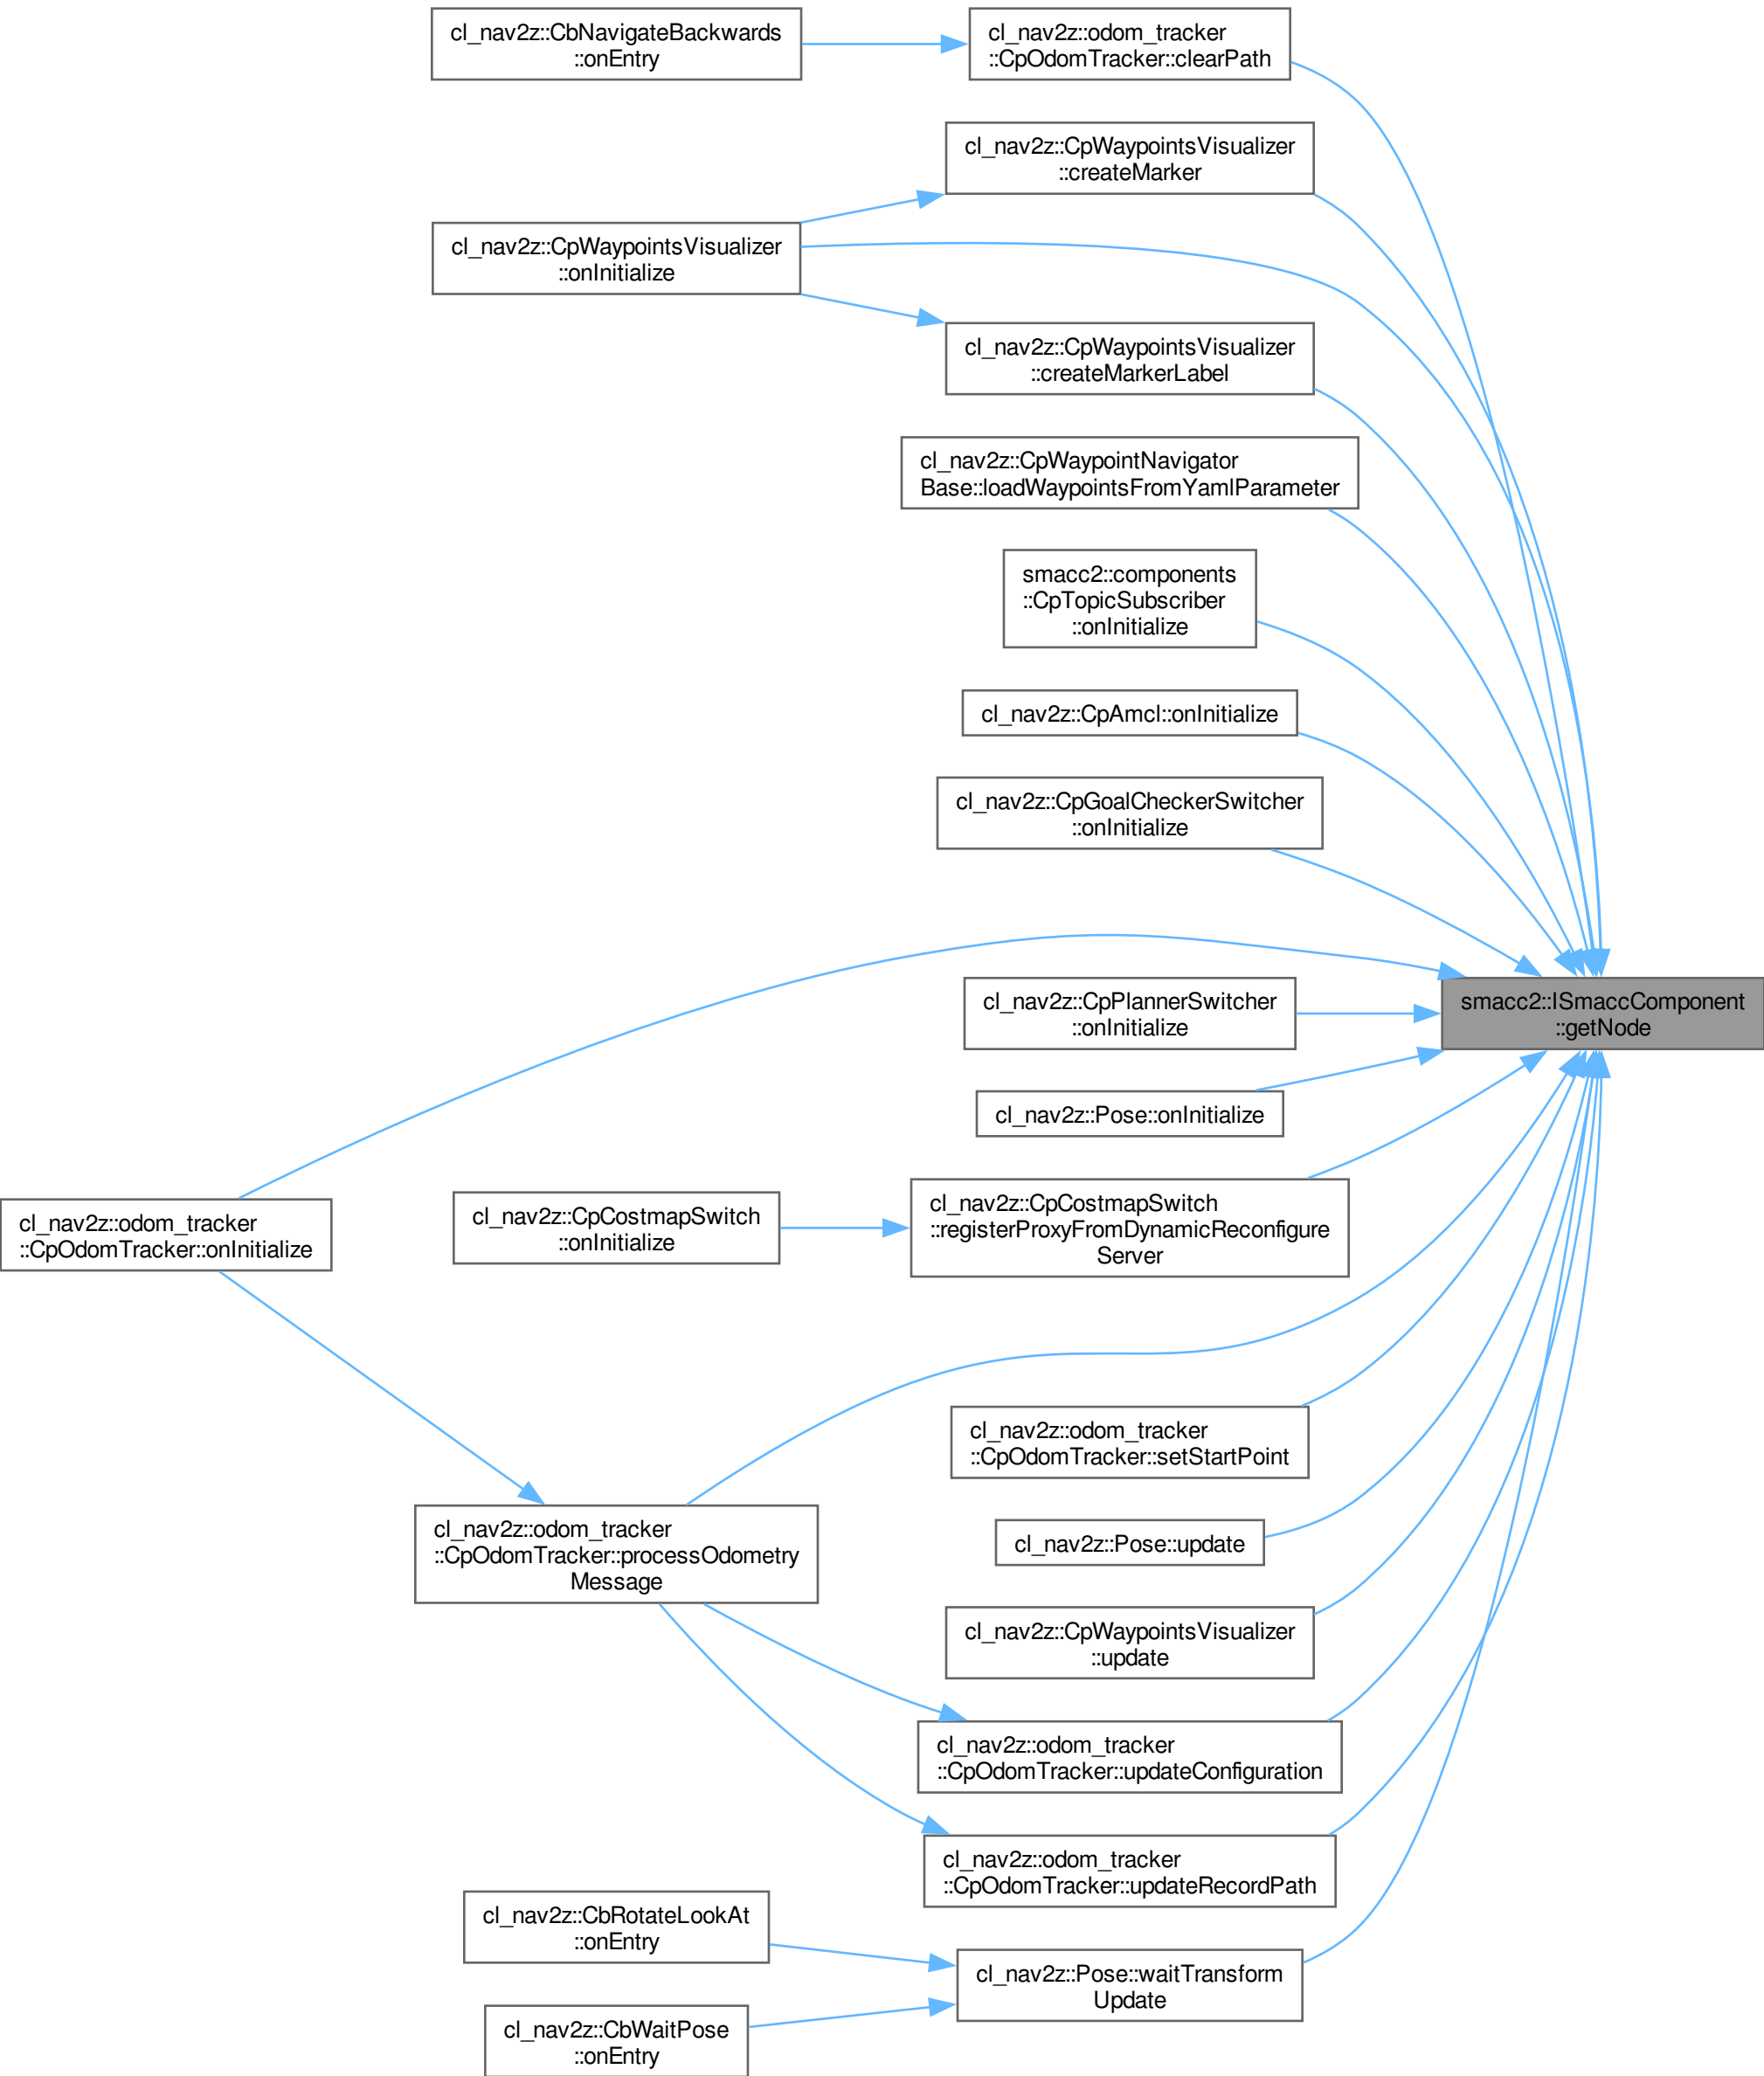 cl_nav2z::CbNavigateBackwards
::onEntry
cl_nav2z::odom_tracker
::CpOdomTracker::clearPath
cl_nav2z::CpWaypointsVisualizer
::createMarker
cl_nav2z::CpWaypointsVisualizer
::onInitialize
cl_nav2z::CpWaypointsVisualizer
::createMarkerLabel
cl_nav2z::CpWaypointNavigator
Base::loadWaypointsFromYamlParameter
smacc2::components
::CpTopicSubscriber
::onInitialize
cl_nav2z::CpAmcl::onInitialize
cl_nav2z::CpGoalCheckerSwitcher
::onInitialize
cl_nav2z::CpPlannerSwitcher
::onInitialize
smacc2::ISmaccComponent
::getNode
cl_nav2z::Pose::onInitialize
cl_nav2z::odom_tracker
::CpOdomTracker::onInitialize
cl_nav2z::CpCostmapSwitch
::onInitialize
cl_nav2z::CpCostmapSwitch
::registerProxyFromDynamicReconfigure
Server
cl_nav2z::odom_tracker
::CpOdomTracker::setStartPoint
cl_nav2z::odom_tracker
::CpOdomTracker::processOdometry
Message
cl_nav2z::Pose::update
cl_nav2z::CpWaypointsVisualizer
::update
cl_nav2z::odom_tracker
::CpOdomTracker::updateConfiguration
cl_nav2z::odom_tracker
::CpOdomTracker::updateRecordPath
cl_nav2z::CbRotateLookAt
::onEntry
cl_nav2z::Pose::waitTransform
Update
cl_nav2z::CbWaitPose
::onEntry